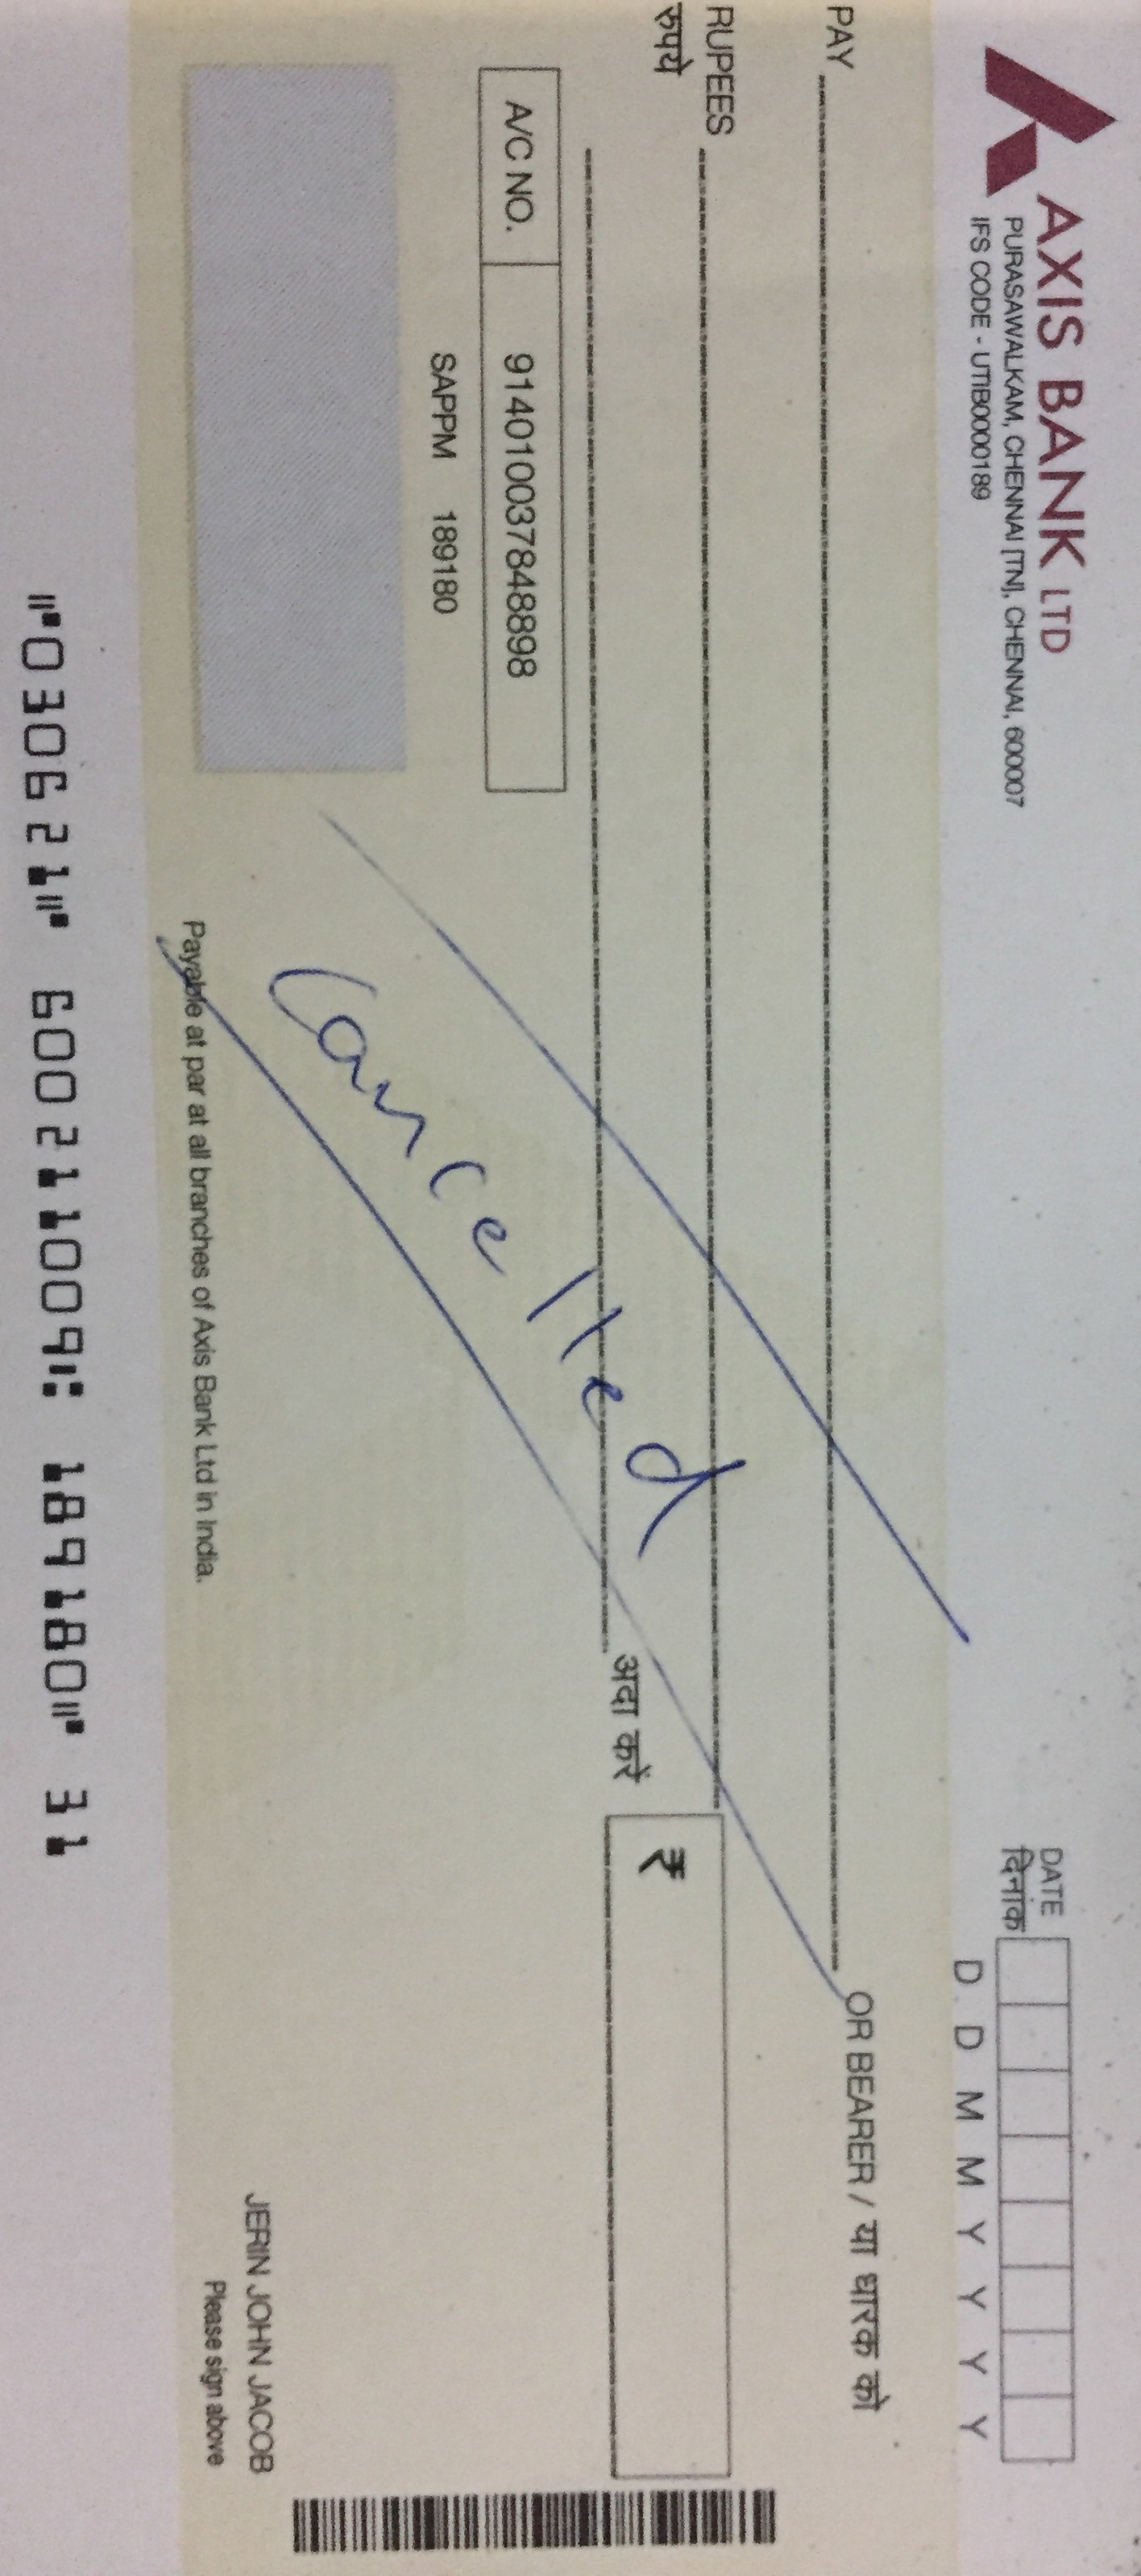 AXIS BANK LTD
PURASAWALKAM, CHENNAI [TN], CHENNAI, 600007
IFS CODE - UTIB0000189
DATE
दिनांक
D D M M Y Y Y Y
PAY OR BEARER / या धारक को
RUPEES
रुपये
अदा करें ₹
A/C NO. 914010037848898
SAPPM 189180
Cancelled
JERIN JOHN JACOB
Please sign above
Payable at par at all branches of Axis Bank Ltd in India.
⑈030621⑈ 600211009⑆ 189180⑈ 31